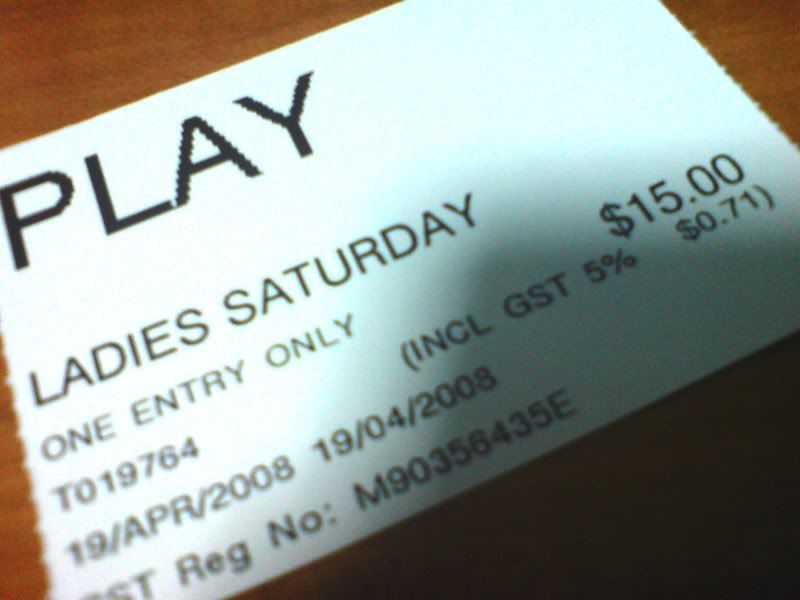 PLAY
LADIES SATURDAY $15.00
ONE ENTRY ONLY (INCL GST 5% $0.71)
T019764
19/APR/2008 19/04/2008
GST Reg No: M90356435E